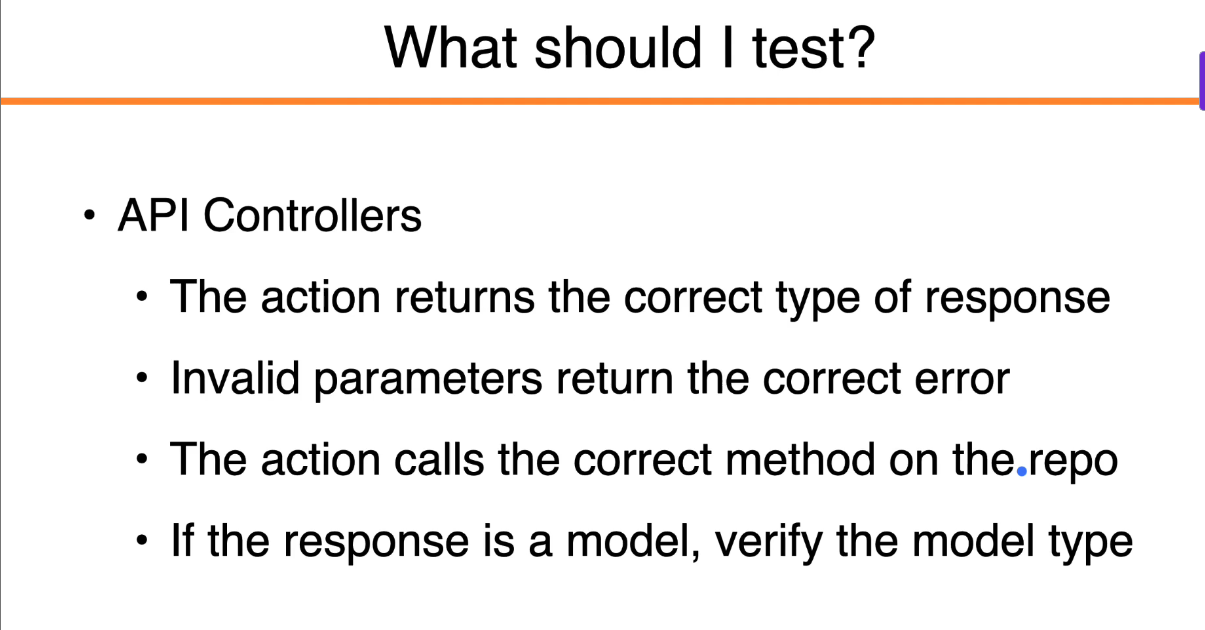 What should I test?
• API Controllers
• The action returns the correct type of response
• Invalid parameters return the correct error
• The action calls the correct method on the repo
• If the response is a model, verify the model type